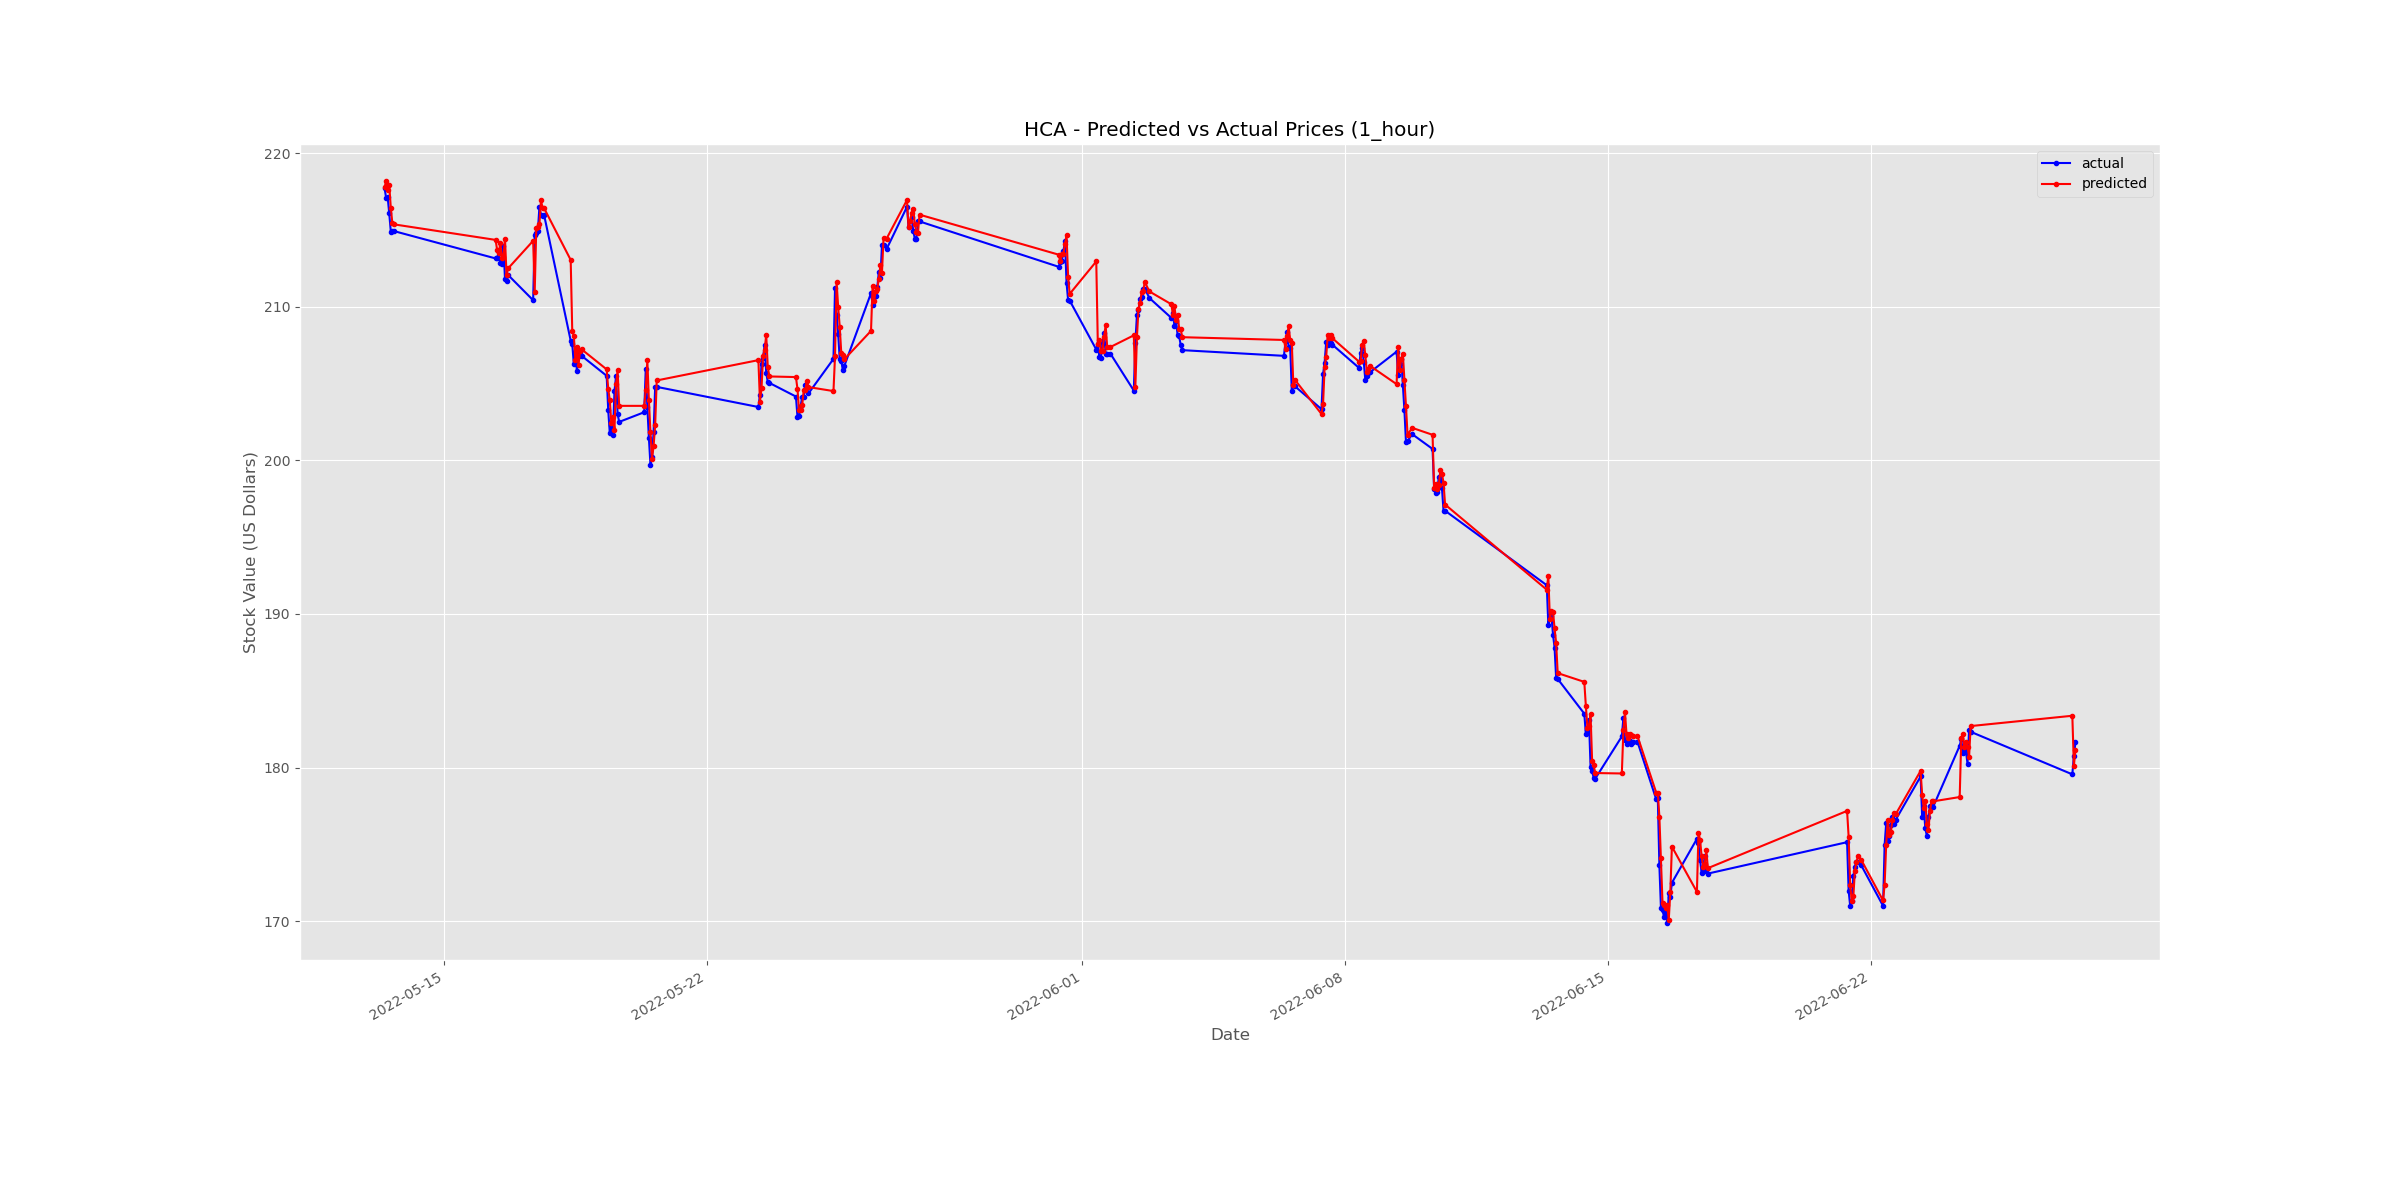 HCA - Predicted vs Actual Prices (1_hour)
actual
predicted
220
210
200
190
180
170
Stock Value (US Dollars)
2022-05-15
2022-05-22
2022-06-01
2022-06-08
2022-06-15
2022-06-22
Date